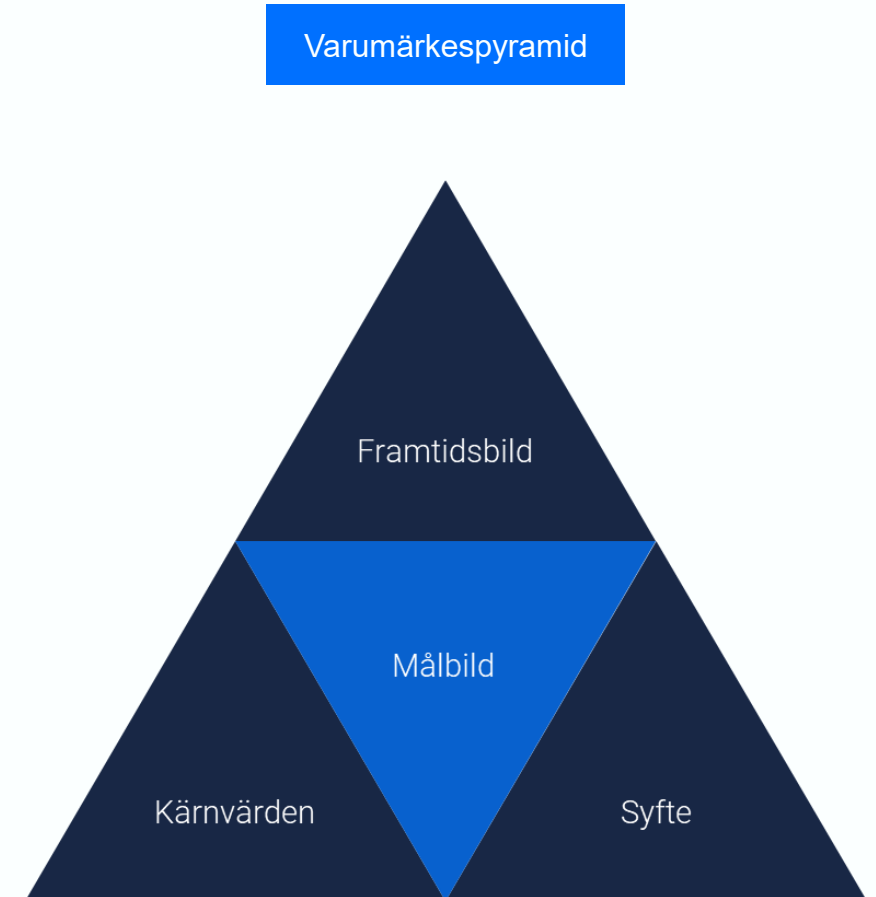 Varumärkespyramid
Framtidsbild
Målbild
Kärnvärden
Syfte